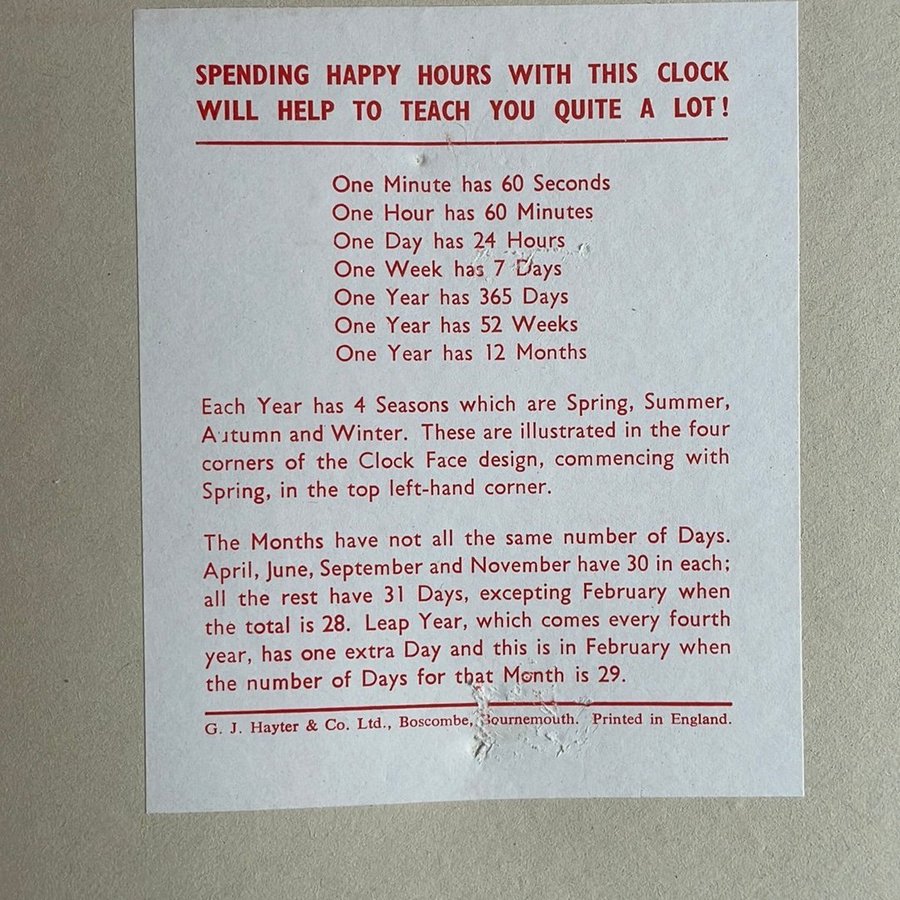 SPENDING HAPPY HOURS WITH THIS CLOCK
WILL HELP TO TEACH YOU QUITE A LOT!
One Minute has 60 Seconds
One Hour has 60 Minutes
One Day has 24 Hours
One Week has 7 Days
One Year has 365 Days
One Year has 52 Weeks
One Year has 12 Months
Each Year has 4 Seasons which are Spring, Summer,
Autumn and Winter. These are illustrated in the four
corners of the Clock Face design, commencing with
Spring, in the top left-hand corner.
The Months have not all the same number of Days.
April, June, September and November have 30 in each;
all the rest have 31 Days, excepting February when
the total is 28. Leap Year, which comes every fourth
year, has one extra Day and this is in February when
the number of Days for that Month is 29.
G. J. Hayter & Co. Ltd., Boscombe, Bournemouth. Printed in England.